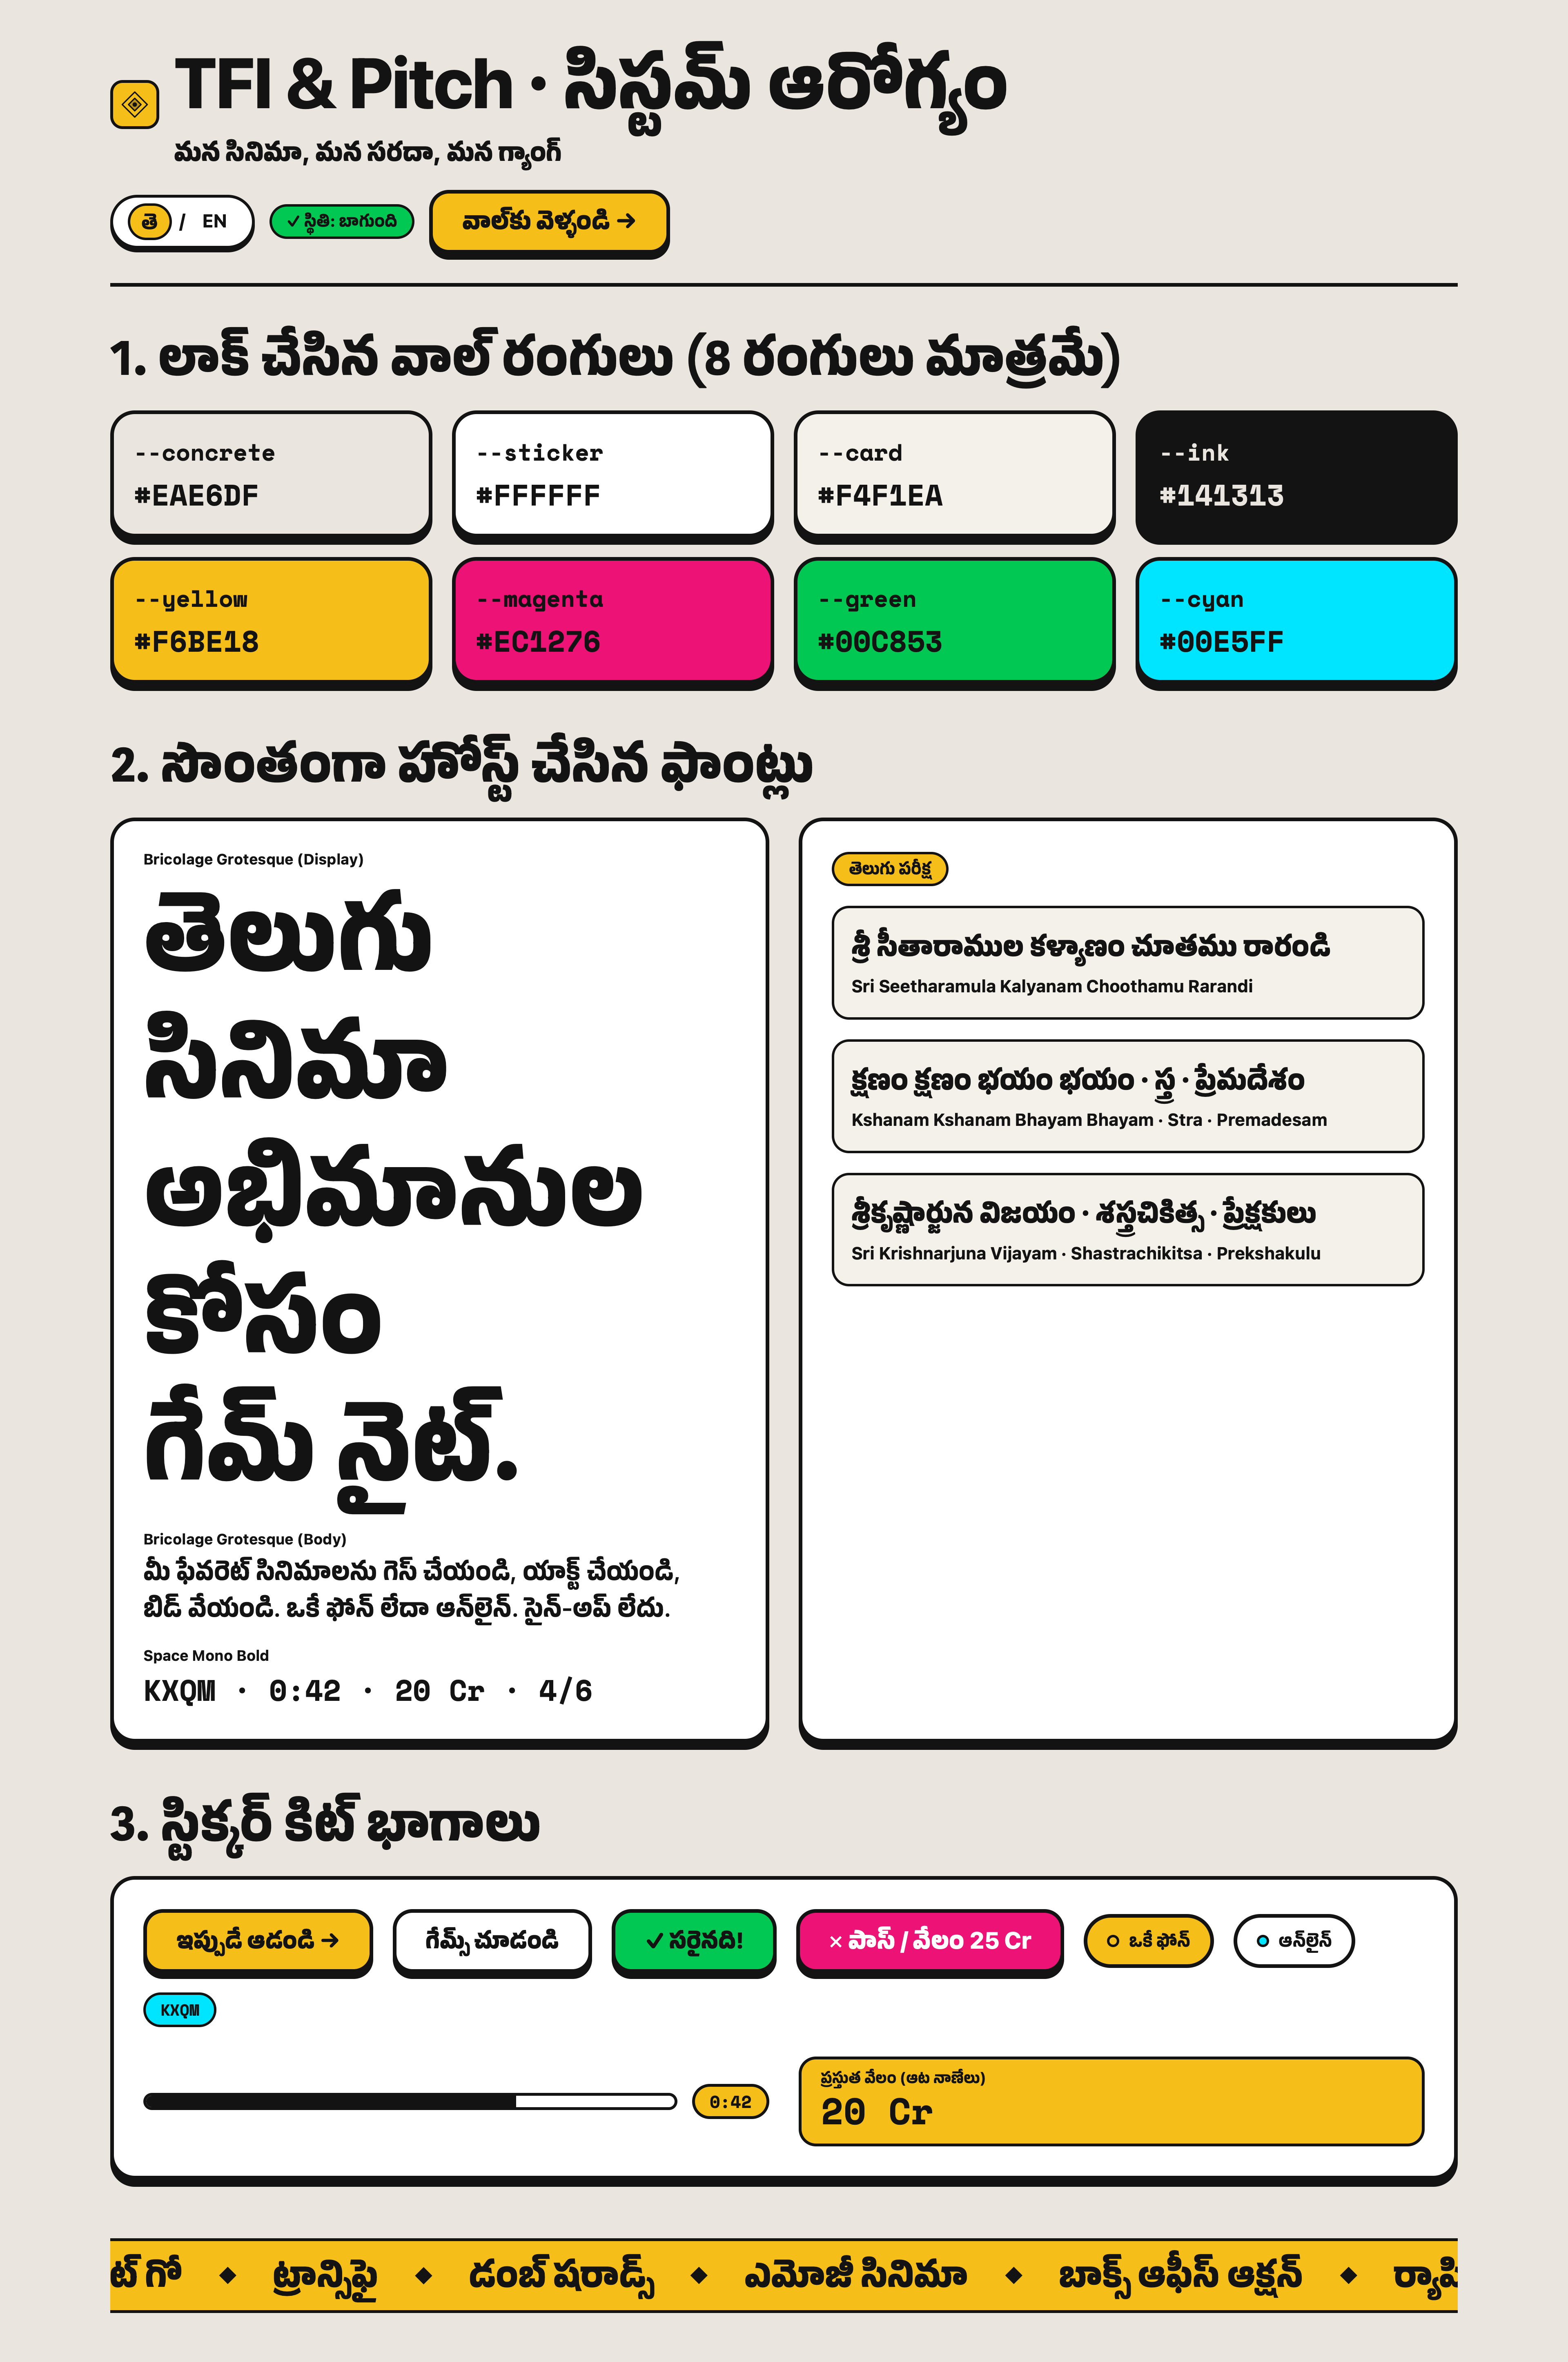 TFI & Pitch · సిస్టమ్ ఆరోగ్యం
మన సినిమా, మన సరదా, మన గ్యాంగ్
తె / EN
✓ స్థితి: బాగుంది
వాల్‌కు వెళ్ళండి →
1. లాక్ చేసిన వాల్ రంగులు (8 రంగులు మాత్రమే)
--concrete
#EAE6DF
--sticker
#FFFFFF
--card
#F4F1EA
--ink
#141313
--yellow
#F6BE18
--magenta
#EC1276
--green
#00C853
--cyan
#00E5FF
2. సొంతంగా హోస్ట్ చేసిన ఫాంట్లు
Bricolage Grotesque (Display)
తెలుగు
సినిమా
అభిమానుల
కోసం
గేమ్ నైట్.
Bricolage Grotesque (Body)
మీ ఫేవరెట్ సినిమాలను గెస్ చేయండి, యాక్ట్ చేయండి,
బిడ్ వేయండి. ఒకే ఫోన్ లేదా ఆన్‌లైన్. సైన్-అప్ లేదు.
Space Mono Bold
KXQM · 0:42 · 20 Cr · 4/6
తెలుగు పరీక్ష
శ్రీ సీతారాముల కళ్యాణం చూతము రారండి
Sri Seetharamula Kalyanam Choothamu Rarandi
క్షణం క్షణం భయం భయం · స్త్ర · ప్రేమదేశం
Kshanam Kshanam Bhayam Bhayam · Stra · Premadesam
శ్రీకృష్ణార్జున విజయం · శస్త్రచికిత్స · ప్రేక్షకులు
Sri Krishnarjuna Vijayam · Shastrachikitsa · Prekshakulu
3. స్టిక్కర్ కిట్ భాగాలు
ఇప్పుడే ఆడండి →
గేమ్స్ చూడండి
✓ సరైనది!
× పాస్ / వేలం 25 Cr
ఒకే ఫోన్
ఆన్‌లైన్
KXQM
0:42
ప్రస్తుత వేలం (ఆట నాణేలు)
20 Cr
ట్ గో ◆ ట్రాన్సిఫై ◆ డంబ్ షరాడ్స్ ◆ ఎమోజీ సినిమా ◆ బాక్స్ ఆఫీస్ ఆక్షన్ ◆